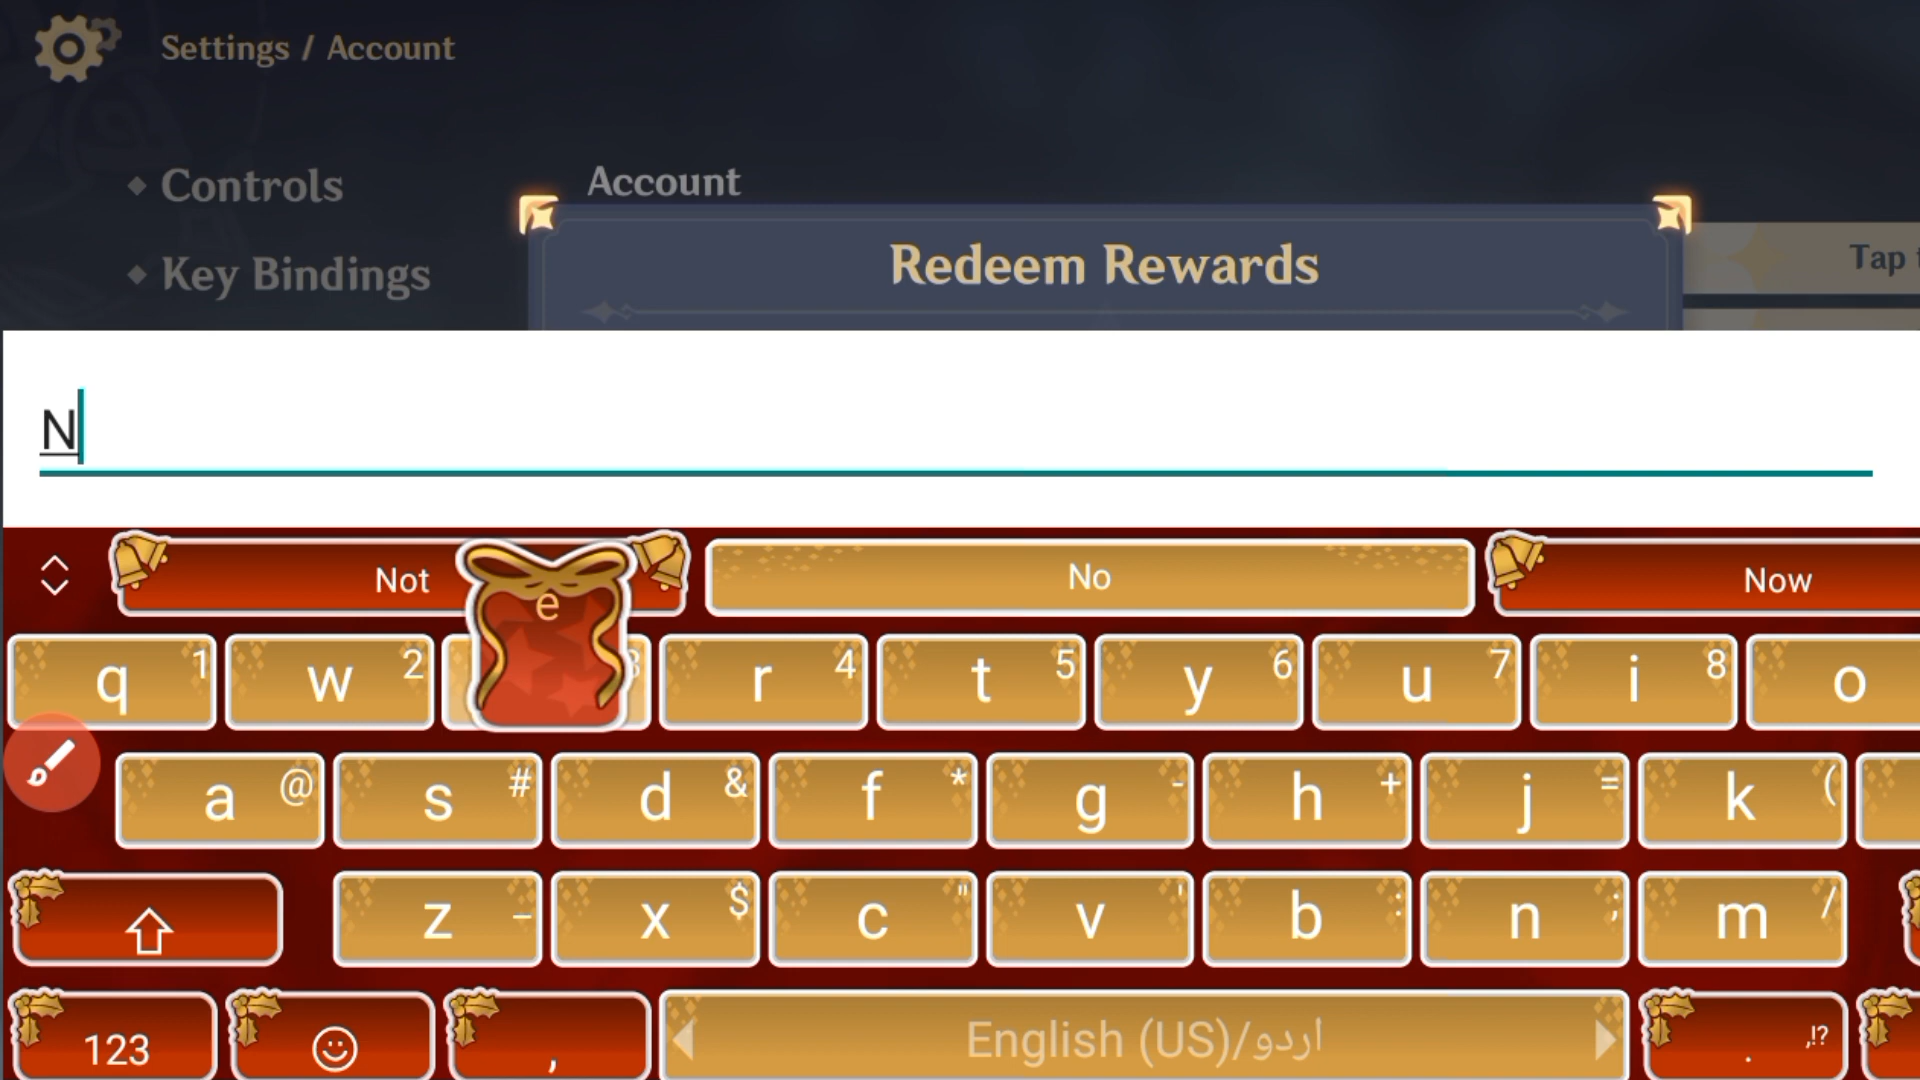 Settings / Account
Controls
Account
Key Bindings
Redeem Rewards
Tap
N
Not
No
Now
e
q 1 w 2 3 r 4 t 5 y 6 u 7 i 8 o
a @ s # d & f * g - h + j = k (
z _ x $ c " v ' b : n ; m /
123 , English (US)/اردو . ,!?